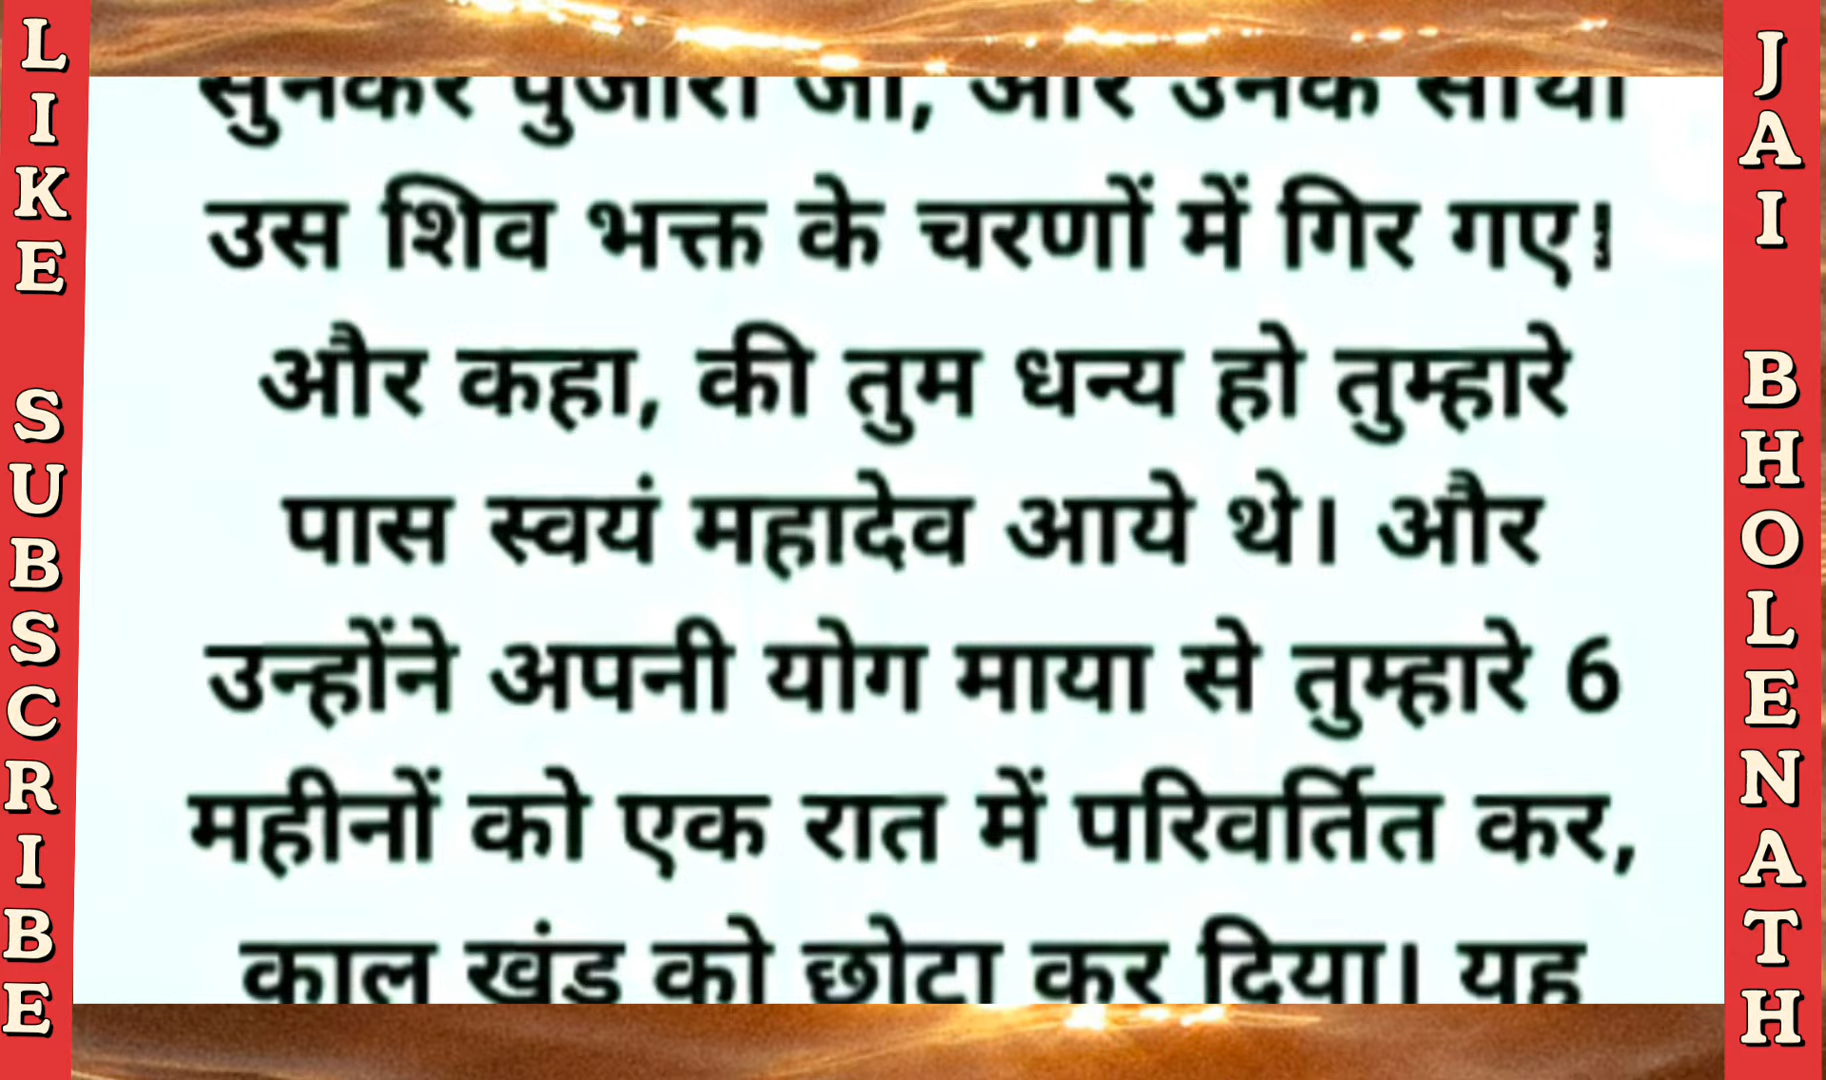 LIKE SUBSCRIBE
सुनकर पुजारी जी, और उनके साथी
उस शिव भक्त के चरणों में गिर गए!
और कहा, की तुम धन्य हो तुम्हारे
पास स्वयं महादेव आये थे। और
उन्होंने अपनी योग माया से तुम्हारे 6
महीनों को एक रात में परिवर्तित कर,
काल खंड को छोटा कर दिया। यह
JAI BHOLENATH